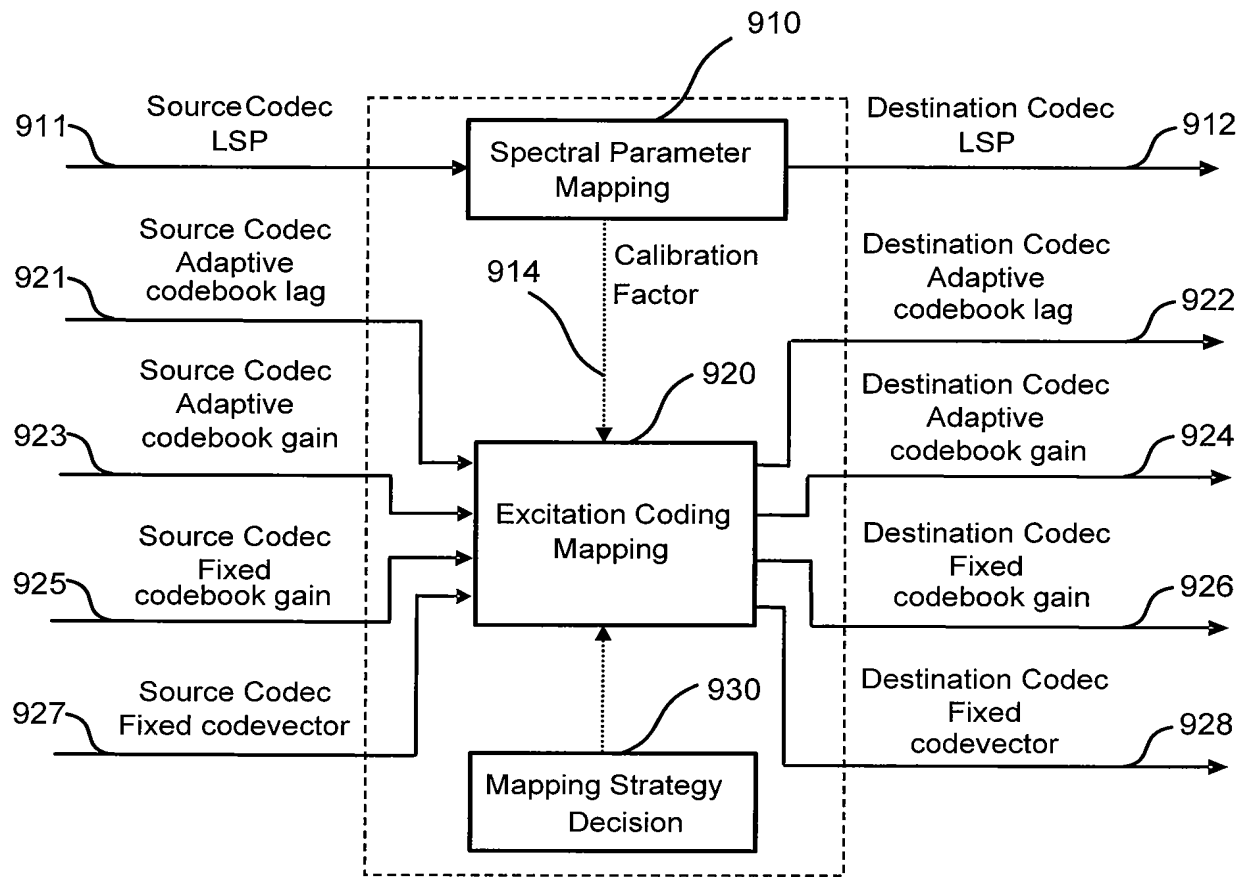 910
Source Codec
LSP
911
Spectral Parameter
Mapping
Destination Codec
LSP
912
Source Codec
Adaptive
codebook lag
921
Calibration
Factor
914
Destination Codec
Adaptive
codebook lag
922
Source Codec
Adaptive
codebook gain
923
920
Destination Codec
Adaptive
codebook gain
924
Excitation Coding
Mapping
Source Codec
Fixed
codebook gain
925
Destination Codec
Fixed
codebook gain
926
Source Codec
Fixed codevector
927
930
Mapping Strategy
Decision
Destination Codec
Fixed
codevector
928